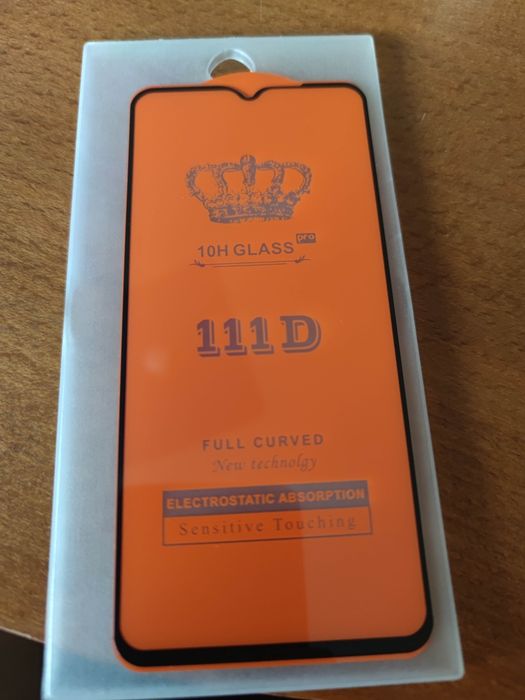 10H GLASS pro
111D
FULL CURVED
New technolgy
ELECTROSTATIC ABSORPTION
Sensitive Touching